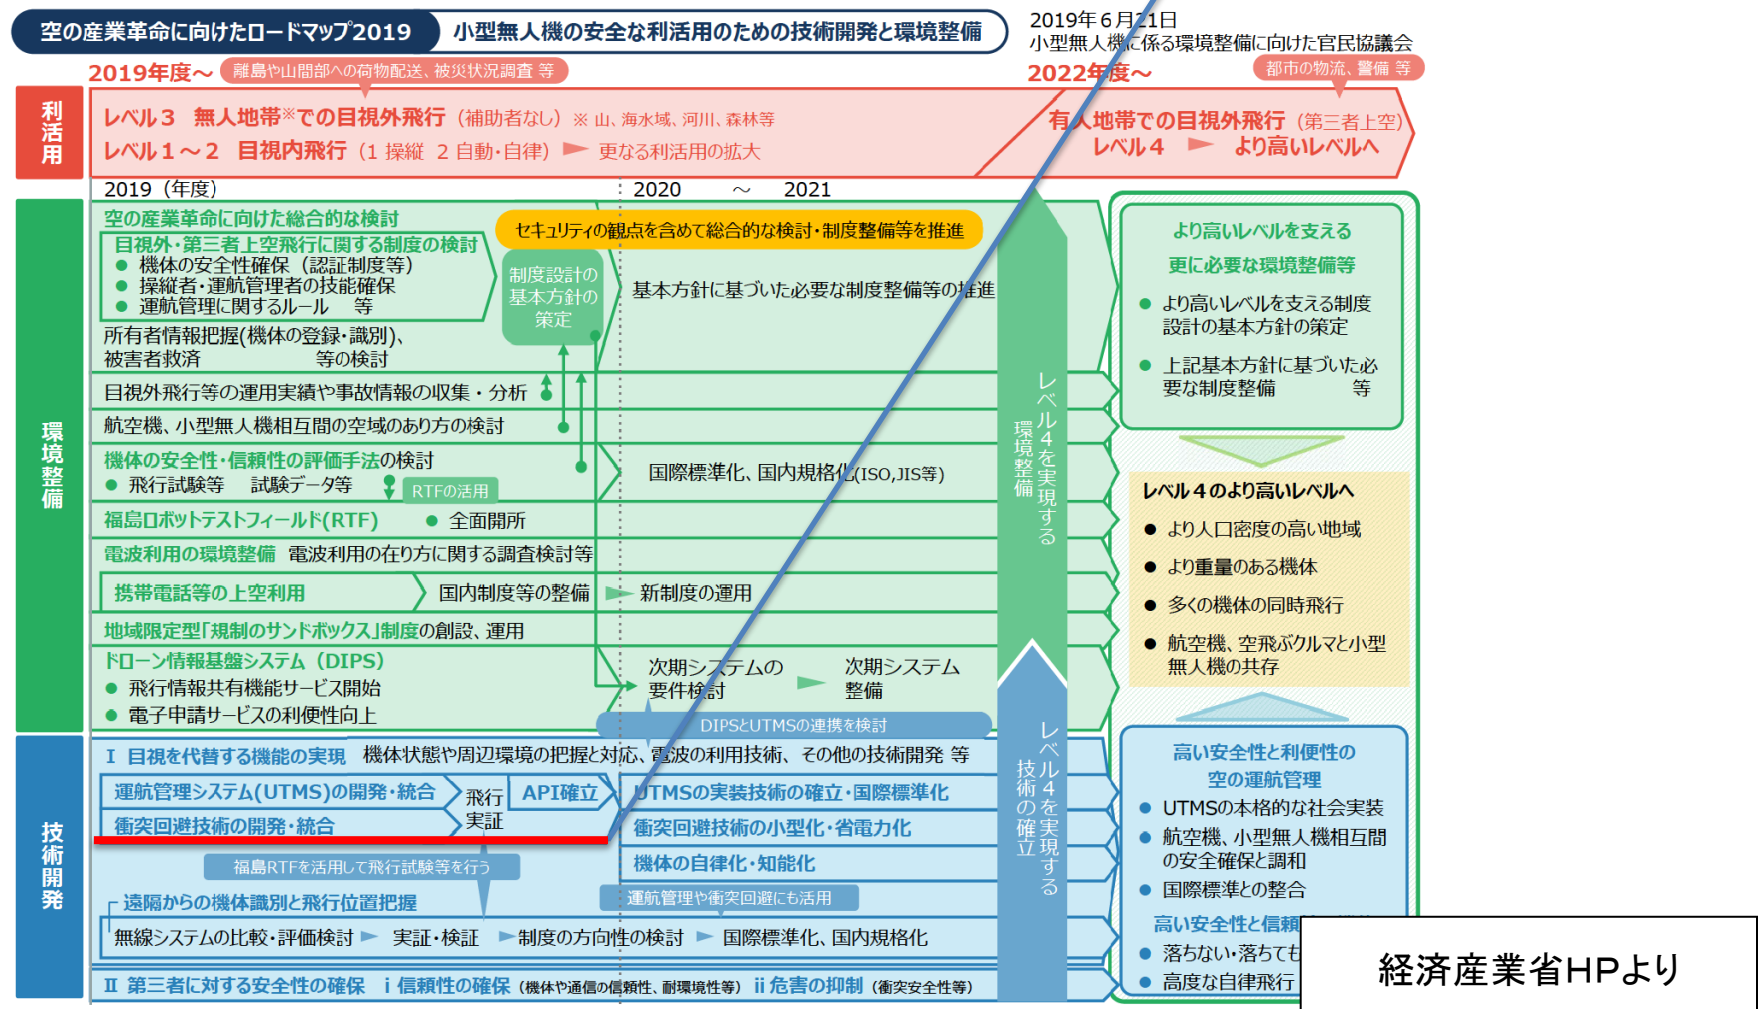 空の産業革命に向けたロードマップ2019
小型無人機の安全な利活用のための技術開発と環境整備
2019年6月21日
小型無人機に係る環境整備に向けた官民協議会
2019年度～
離島や山間部への荷物配送、被災状況調査 等
2022年度～
都市の物流、警備 等
利活用
レベル3 無人地帯※での目視外飛行（補助者なし）※ 山、海水域、河川、森林等
レベル1～2 目視内飛行（1 操縦 2 自動・自律） 更なる利活用の拡大
有人地帯での目視外飛行（第三者上空）
レベル4 より高いレベルへ
2019（年度）
2020 ～ 2021
環境整備
空の産業革命に向けた総合的な検討
目視外・第三者上空飛行に関する制度の検討
● 機体の安全性確保（認証制度等）
● 操縦者・運航管理者の技能確保
● 運航管理に関するルール 等
所有者情報把握(機体の登録・識別)、
被害者救済 等の検討
セキュリティの観点を含めて総合的な検討・制度整備等を推進
制度設計の
基本方針の
策定
基本方針に基づいた必要な制度整備等の推進
目視外飛行等の運用実績や事故情報の収集・分析
航空機、小型無人機相互間の空域のあり方の検討
機体の安全性・信頼性の評価手法の検討
● 飛行試験等 試験データ等
RTFの活用
国際標準化、国内規格化(ISO,JIS等)
福島ロボットテストフィールド(RTF) ● 全面開所
電波利用の環境整備 電波利用の在り方に関する調査検討等
携帯電話等の上空利用
国内制度等の整備
新制度の運用
地域限定型「規制のサンドボックス」制度の創設、運用
ドローン情報基盤システム（DIPS）
● 飛行情報共有機能サービス開始
● 電子申請サービスの利便性向上
次期システムの
要件検討
次期システム
整備
DIPSとUTMSの連携を検討
レベル4を実現する
環境整備
より高いレベルを支える
更に必要な環境整備等
● より高いレベルを支える制度
設計の基本方針の策定
● 上記基本方針に基づいた必
要な制度整備 等
レベル4のより高いレベルへ
● より人口密度の高い地域
● より重量のある機体
● 多くの機体の同時飛行
● 航空機、空飛ぶクルマと小型
無人機の共存
技術開発
Ⅰ 目視を代替する機能の実現 機体状態や周辺環境の把握と対応、電波の利用技術、その他の技術開発 等
運航管理システム(UTMS)の開発・統合
衝突回避技術の開発・統合
飛行
実証
API確立
UTMSの実装技術の確立・国際標準化
衝突回避技術の小型化・省電力化
機体の自律化・知能化
福島RTFを活用して飛行試験等を行う
運航管理や衝突回避にも活用
遠隔からの機体識別と飛行位置把握
無線システムの比較・評価検討
実証・検証
制度の方向性の検討
国際標準化、国内規格化
Ⅱ 第三者に対する安全性の確保 ⅰ信頼性の確保（機体や通信の信頼性、耐環境性等）ⅱ危害の抑制（衝突安全性等）
レベル4を実現する
技術の確立
高い安全性と利便性の
空の運航管理
● UTMSの本格的な社会実装
● 航空機、小型無人機相互間
の安全確保と調和
● 国際標準との整合
高い安全性と信頼
● 落ちない・落ちても
● 高度な自律飛行
経済産業省HPより